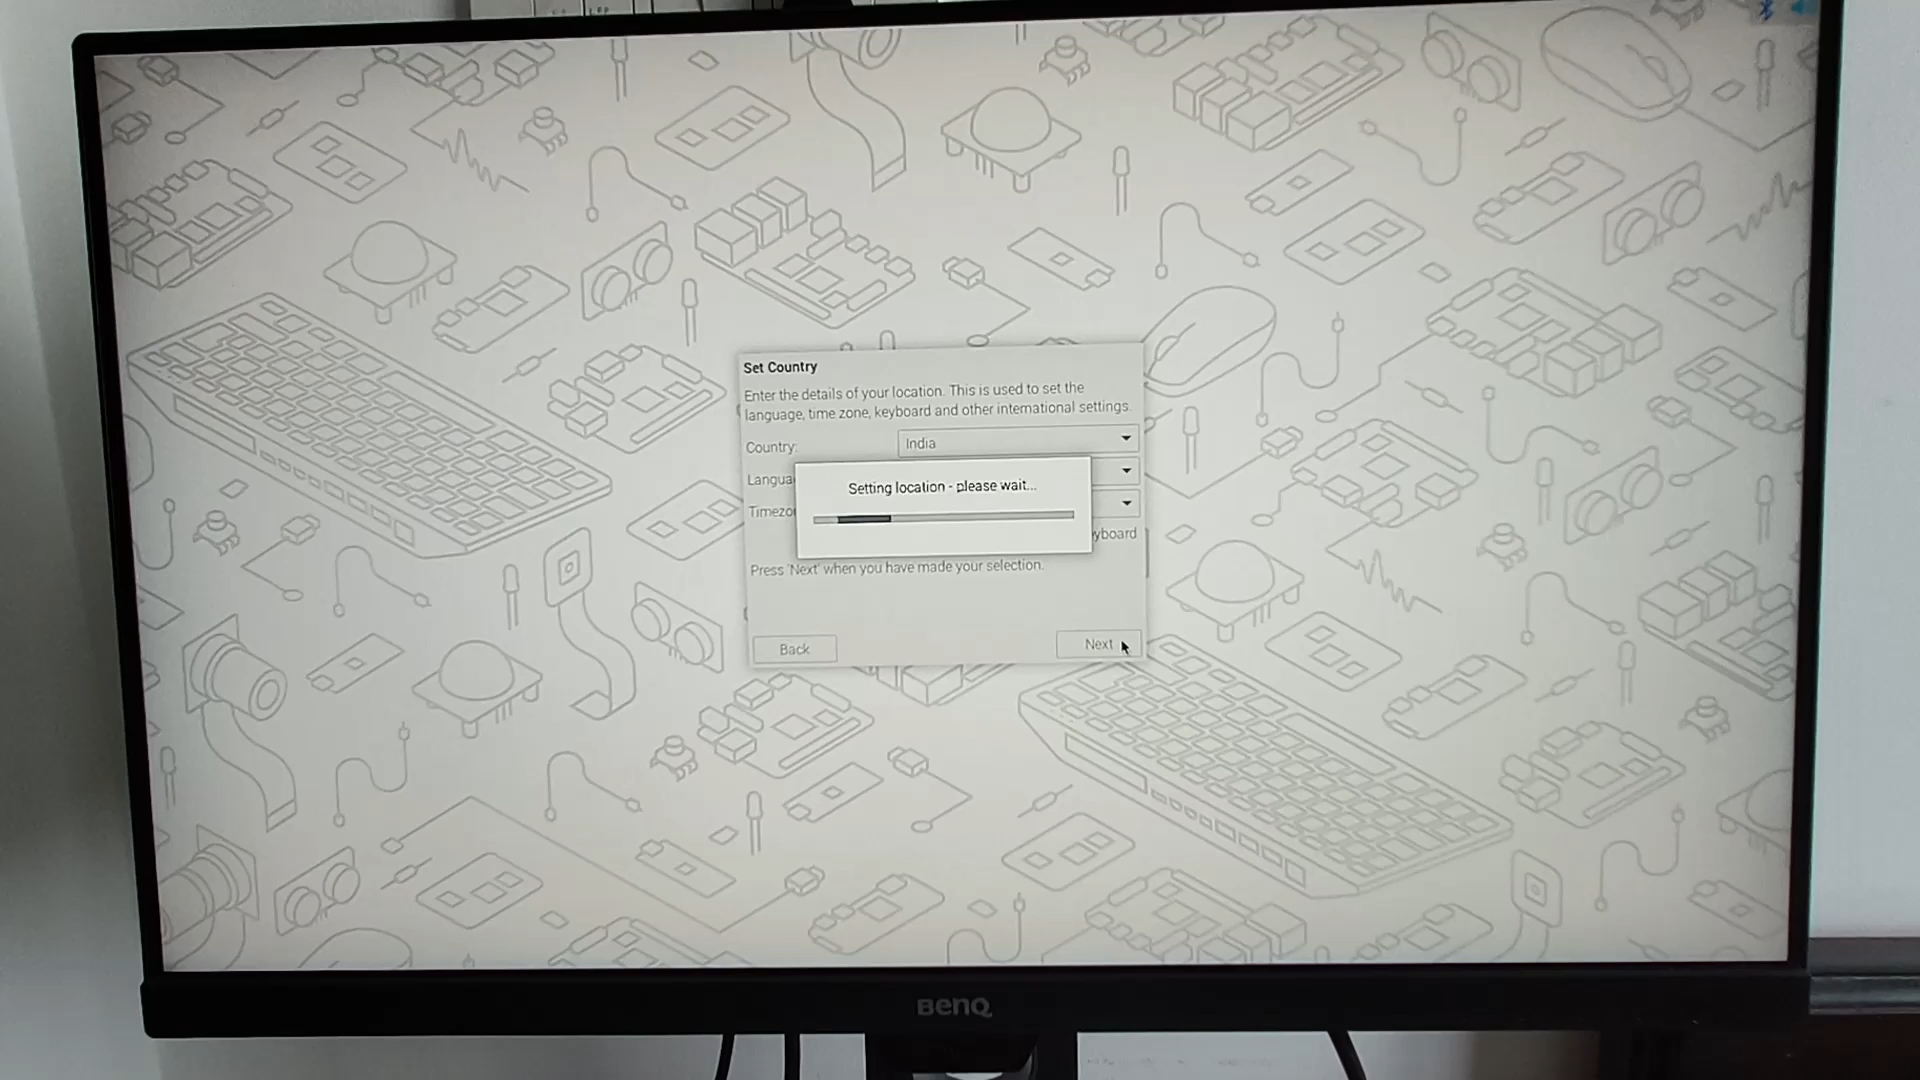 Set Country
Enter the details of your location. This is used to set the
language, time zone, keyboard and other international settings.
Country: India
Langua
Setting location - please wait...
Timezo
yboard
Press 'Next' when you have made your selection.
Back Next
BenQ